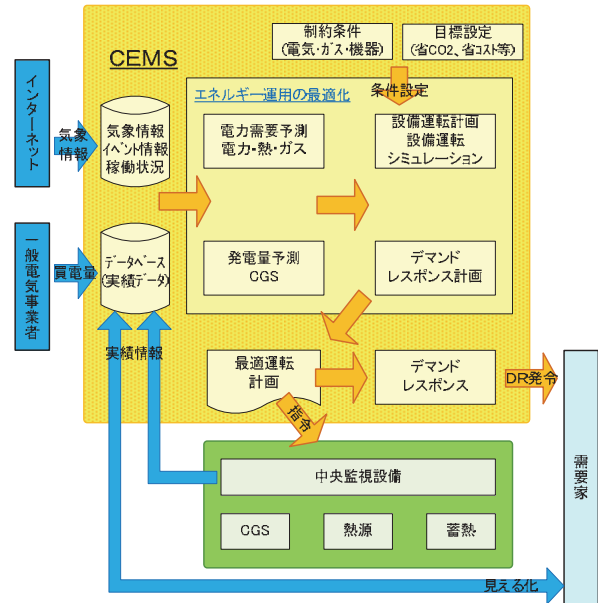 制約条件
(電気・ガス・機器)
目標設定
(省CO2、省コスト等)
CEMS
エネルギー運用の最適化
条件設定
インターネット
気象
情報
気象情報
イベント情報
稼働状況
電力需要予測
電力・熱・ガス
設備運転計画
設備運転
シミュレーション
一般電気事業者
買電量
データベース
(実績データ)
発電量予測
CGS
デマンド
レスポンス計画
実績情報
最適運転
計画
デマンド
レスポンス
DR発令
指令
需要家
中央監視設備
CGS
熱源
蓄熱
見える化